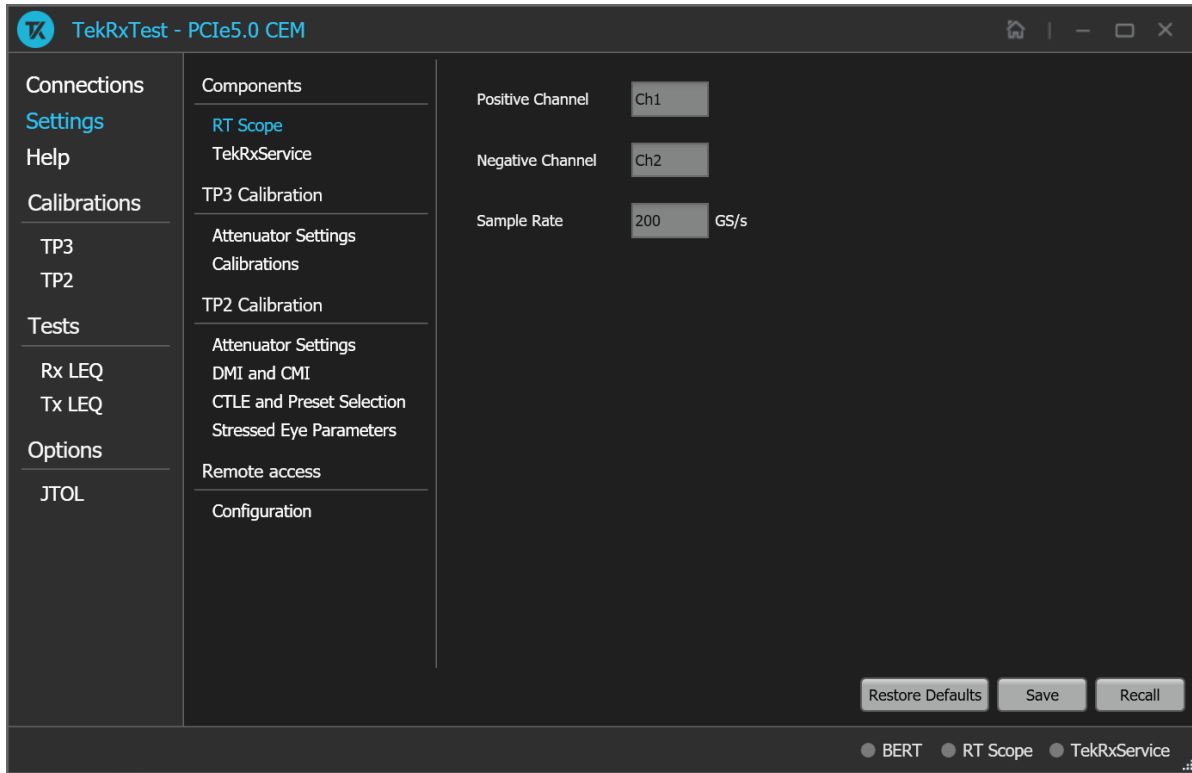 TekRxTest - PCIe5.0 CEM
Connections
Settings
Help
Calibrations
TP3
TP2
Tests
Rx LEQ
Tx LEQ
Options
JTOL
Components
RT Scope
TekRxService
TP3 Calibration
Attenuator Settings
Calibrations
TP2 Calibration
Attenuator Settings
DMI and CMI
CTLE and Preset Selection
Stressed Eye Parameters
Remote access
Configuration
Positive Channel Ch1
Negative Channel Ch2
Sample Rate 200 GS/s
Restore Defaults Save Recall
BERT RT Scope TekRxService